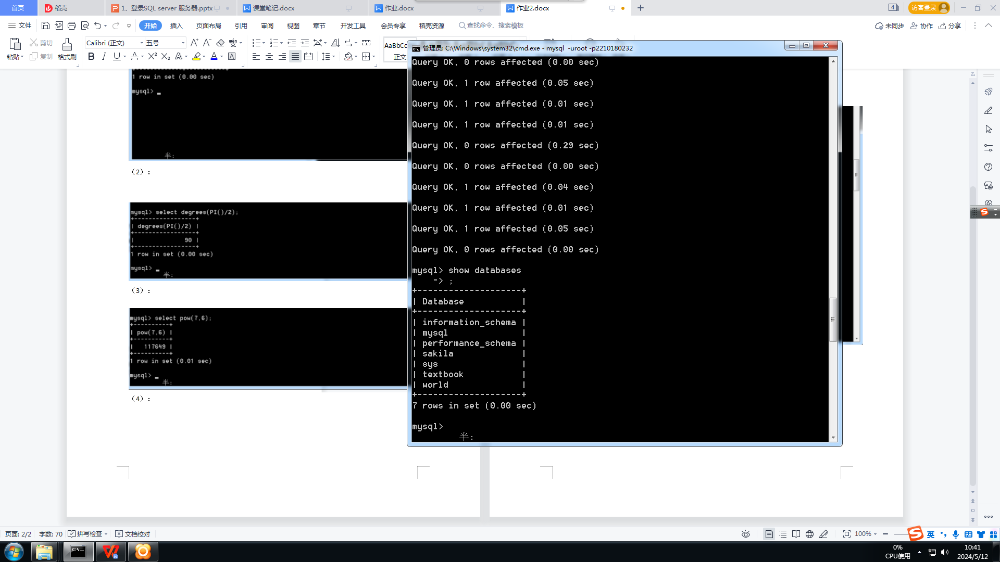 首页
稻壳
1、登录SQL server 服务器.pptx
课堂笔记.docx
作业.docx
作业2.docx
4
访客登录
文件
开始
插入
页面布局
引用
审阅
视图
章节
开发工具
会员专享
稻壳资源
查找命令、搜索模板
未同步
协作
分享
粘贴
剪切
复制
格式刷
Calibri (正文)
五号
AaBbCc
正文
1 row in set (0.00 sec)
mysql>
半:
（2）:
mysql> select degrees(PI()/2);
+------------------+
| degrees(PI()/2) |
+------------------+
| 90 |
+------------------+
1 row in set (0.00 sec)
mysql>
半:
（3）:
mysql> select pow(7,6);
+----------+
| pow(7,6) |
+----------+
| 117649 |
+----------+
1 row in set (0.01 sec)
mysql>
半:
（4）:
管理员: C:\Windows\system32\cmd.exe - mysql -uroot -p2210180232
Query OK, 0 rows affected (0.00 sec)
Query OK, 1 row affected (0.05 sec)
Query OK, 1 row affected (0.01 sec)
Query OK, 1 row affected (0.01 sec)
Query OK, 0 rows affected (0.29 sec)
Query OK, 0 rows affected (0.00 sec)
Query OK, 1 row affected (0.04 sec)
Query OK, 1 row affected (0.01 sec)
Query OK, 1 row affected (0.05 sec)
Query OK, 0 rows affected (0.00 sec)
mysql> show databases
    -> ;
+--------------------+
| Database           |
+--------------------+
| information_schema |
| mysql              |
| performance_schema |
| sakila             |
| sys                |
| textbook           |
| world              |
+--------------------+
7 rows in set (0.00 sec)
mysql>
半:
页面: 2/2
字数: 70
拼写检查
文档校对
100%
英
0%
CPU使用
10:41
2024/5/12